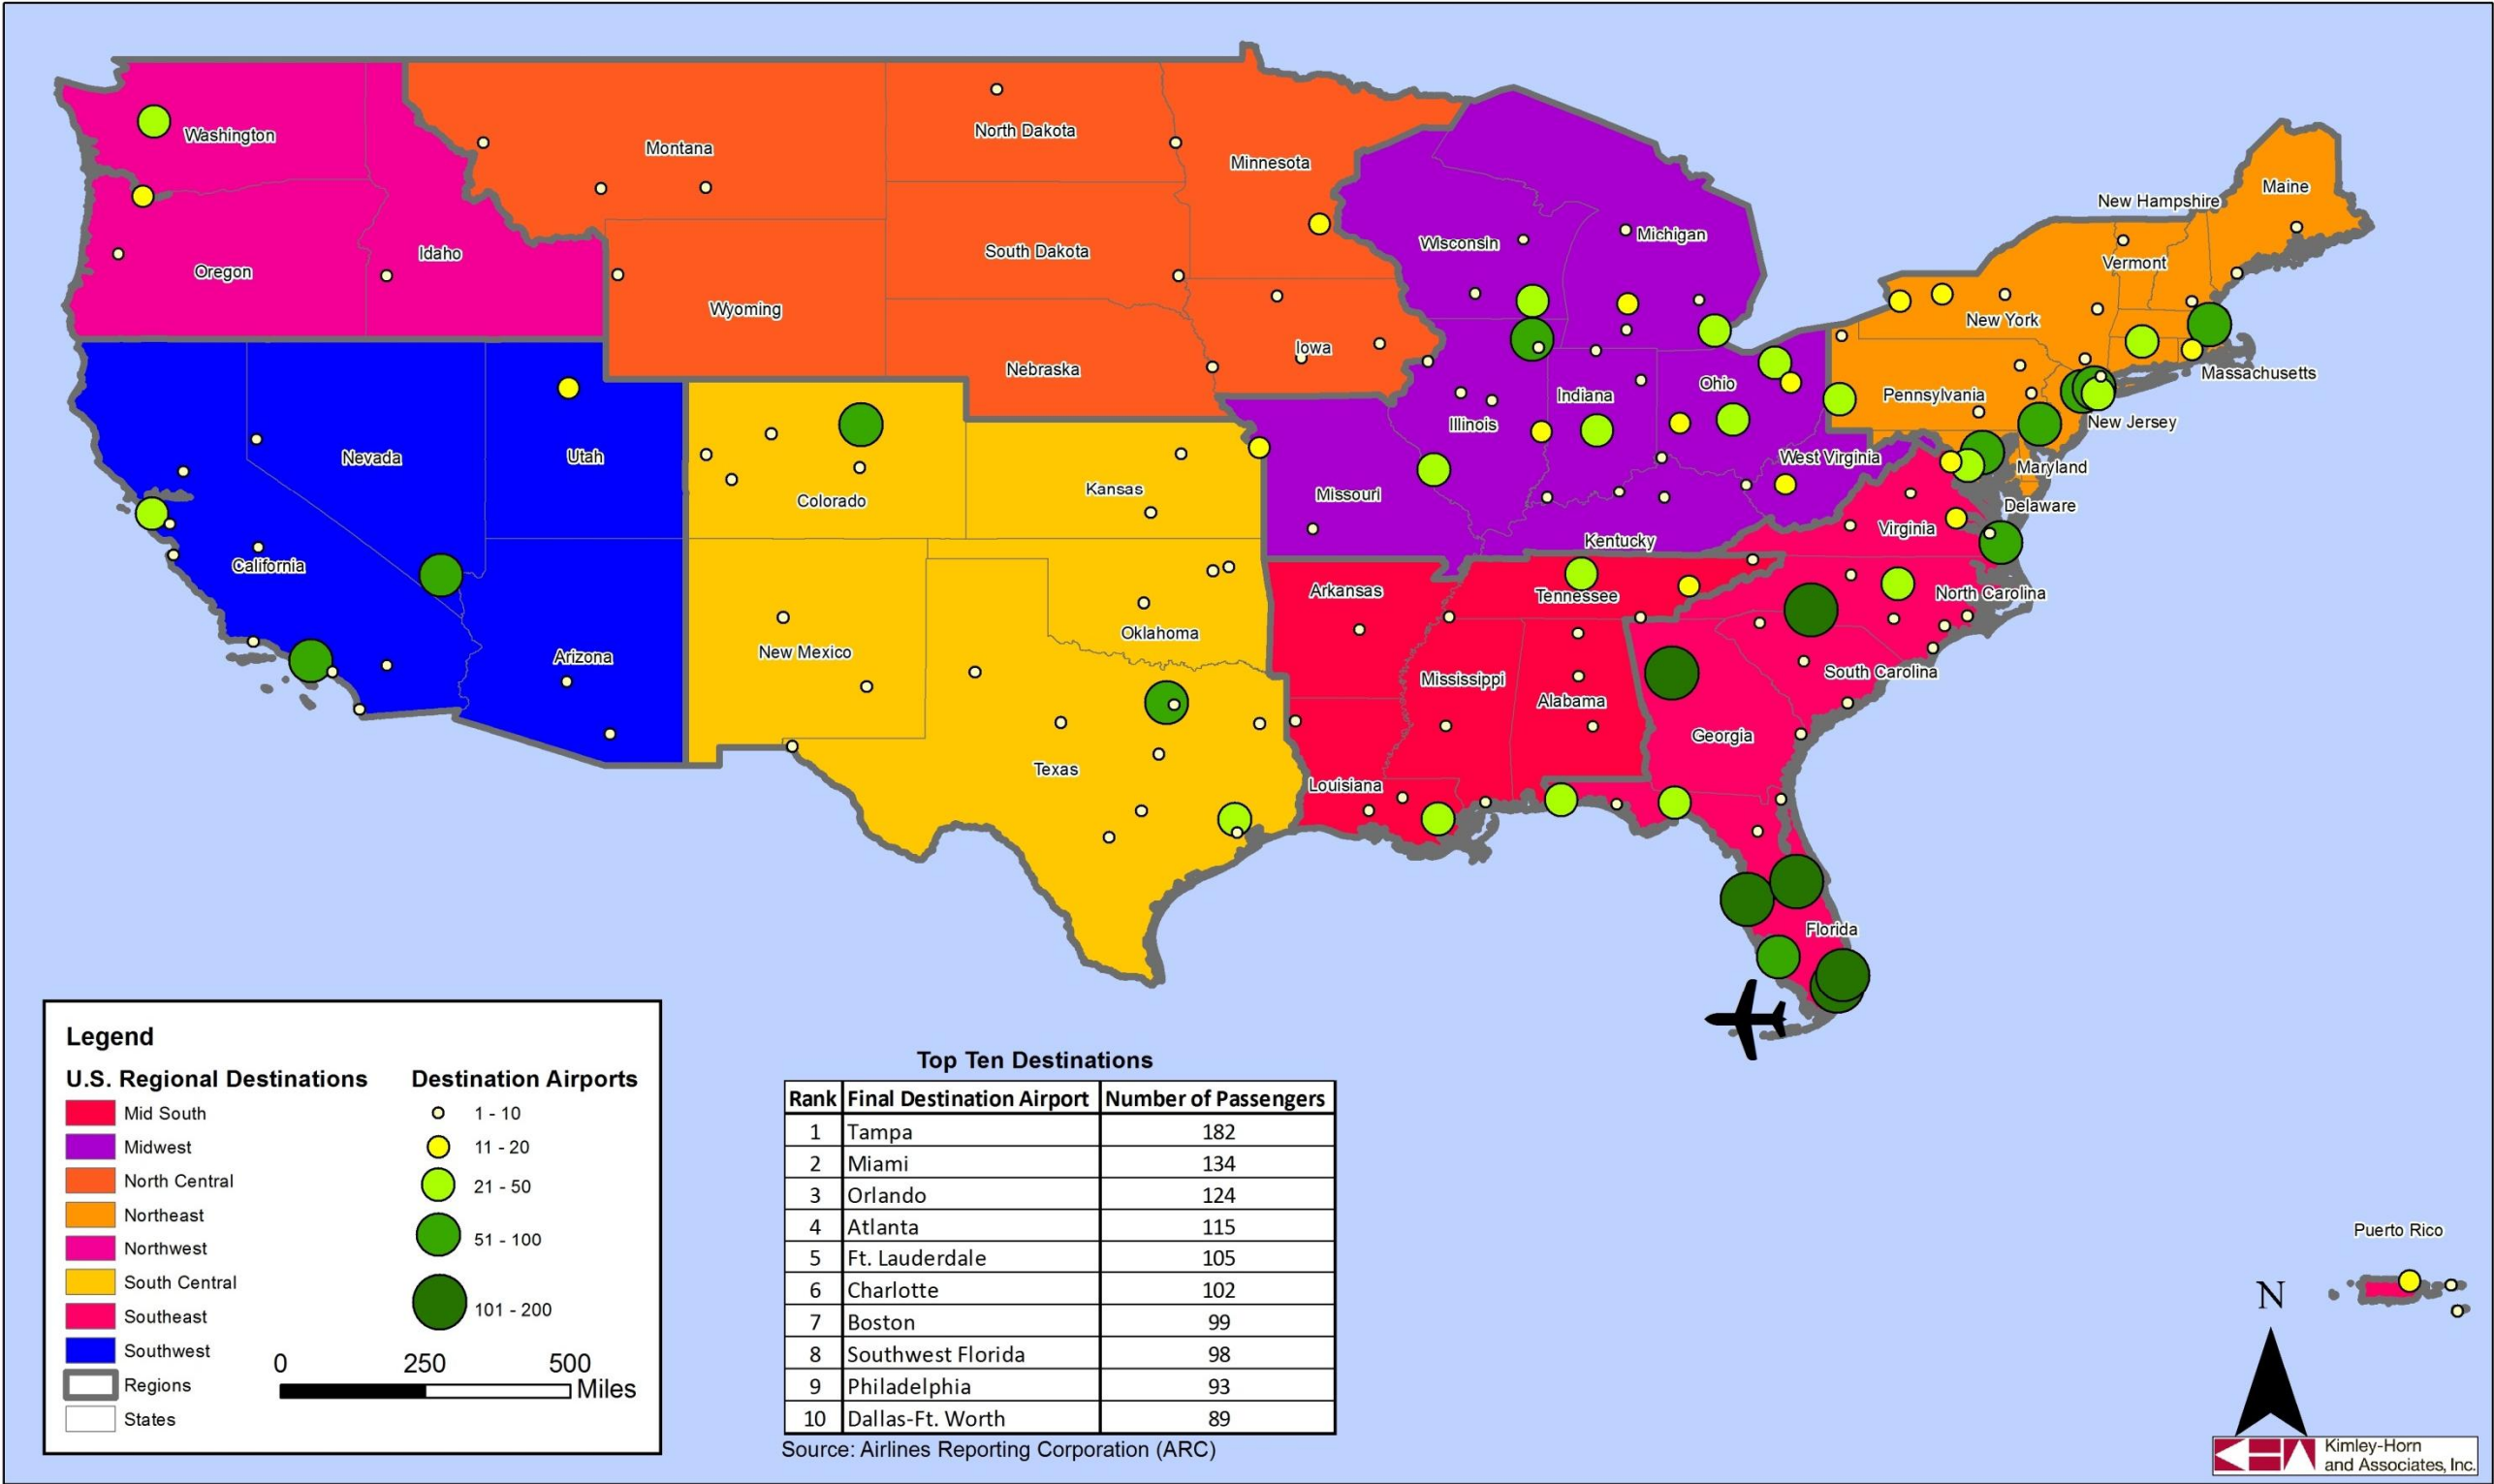 Washington
Montana
North Dakota
Minnesota
Maine
New Hampshire
Oregon
Idaho
South Dakota
Wisconsin
Michigan
Vermont
Wyoming
New York
Iowa
Nebraska
Massachusetts
Nevada
Utah
Illinois
Indiana
Ohio
Pennsylvania
New Jersey
Colorado
Kansas
Missouri
West Virginia
Maryland
Delaware
California
Kentucky
Virginia
Arkansas
Tennessee
North Carolina
Arizona
New Mexico
Oklahoma
Mississippi
Alabama
South Carolina
Georgia
Texas
Louisiana
Florida
Legend
U.S. Regional Destinations
Mid South
Midwest
North Central
Northeast
Northwest
South Central
Southeast
Southwest
Regions
States
Destination Airports
1 - 10
11 - 20
21 - 50
51 - 100
101 - 200
0 250 500
Miles
Top Ten Destinations
Rank Final Destination Airport Number of Passengers
1 Tampa 182
2 Miami 134
3 Orlando 124
4 Atlanta 115
5 Ft. Lauderdale 105
6 Charlotte 102
7 Boston 99
8 Southwest Florida 98
9 Philadelphia 93
10 Dallas-Ft. Worth 89
Source: Airlines Reporting Corporation (ARC)
Puerto Rico
N
Kimley-Horn
and Associates, Inc.